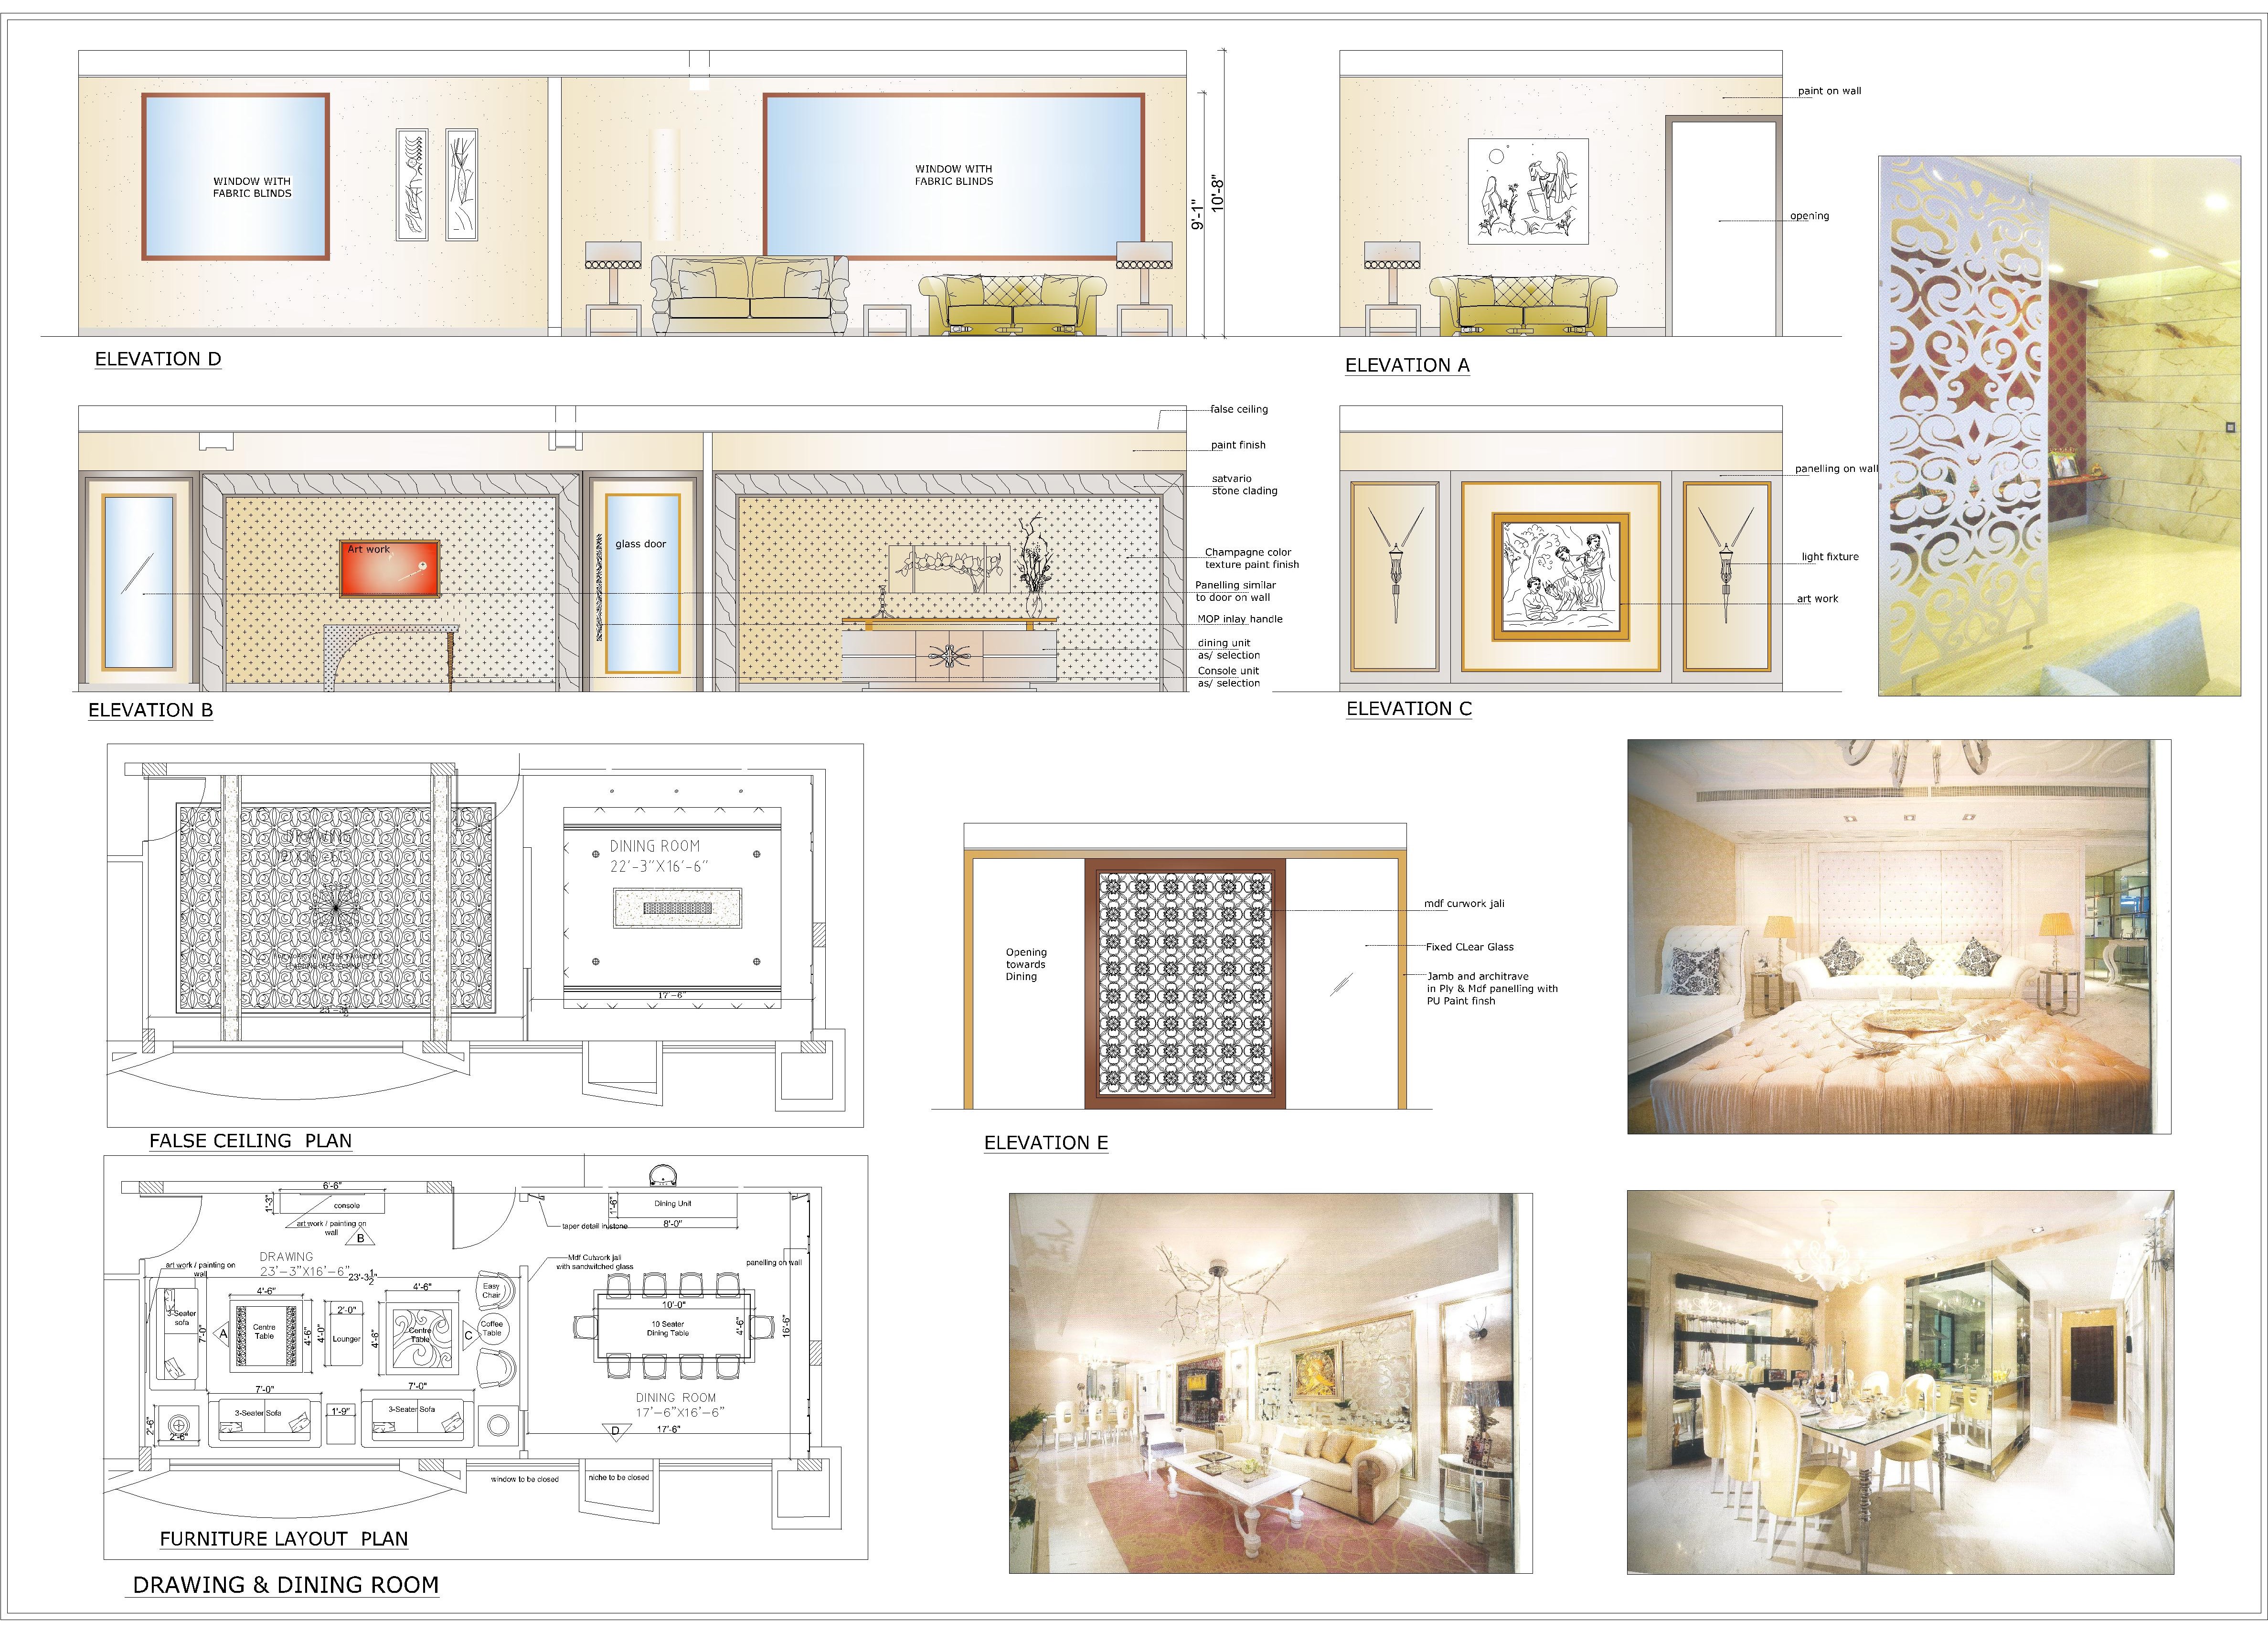 WINDOW WITH
FABRIC BLINDS
WINDOW WITH
FABRIC BLINDS
9'-1"
10'-8"
ELEVATION D
paint on wall
opening
ELEVATION A
false ceiling
paint finish
satvario
stone clading
Art work
glass door
Champagne color
texture paint finish
Panelling similar
to door on wall
MOP inlay handle
dining unit
as/ selection
Console unit
as/ selection
ELEVATION B
panelling on wall
light fixture
art work
ELEVATION C
DRAWING
DINING ROOM
22'-3"X16'-6"
17'-6"
FALSE CEILING PLAN
Opening
towards
Dining
mdf curwork jali
Fixed CLear Glass
Jamb and architrave
in Ply & Mdf panelling with
PU Paint finsh
ELEVATION E
6'-6"
1'-3"
console
art work / painting on
wall
B
DRAWING
23'-3"X16'-6"
23'-3½"
art work / painting on
wall
3-Seater
sofa
7'-0"
A
4'-6"
Centre
Table
4'-6"
2'-0"
4'-0"
Lounger
4'-6"
4'-6"
Centre
Table
C
Easy
Chair
Coffee
Table
7'-0"
3-Seater Sofa
1'-9"
7'-0"
3-Seater Sofa
2'-6"
2'-6"
Dining Unit
1'-6"
8'-0"
taper detail in stone
Mdf Cutwork jali
with sandwitched glass
panelling on wall
10'-0"
10 Seater
Dining Table
4'-6"
16'-6"
DINING ROOM
17'-6"X16'-6"
17'-6"
D
window to be closed
niche to be closed
FURNITURE LAYOUT PLAN
DRAWING & DINING ROOM